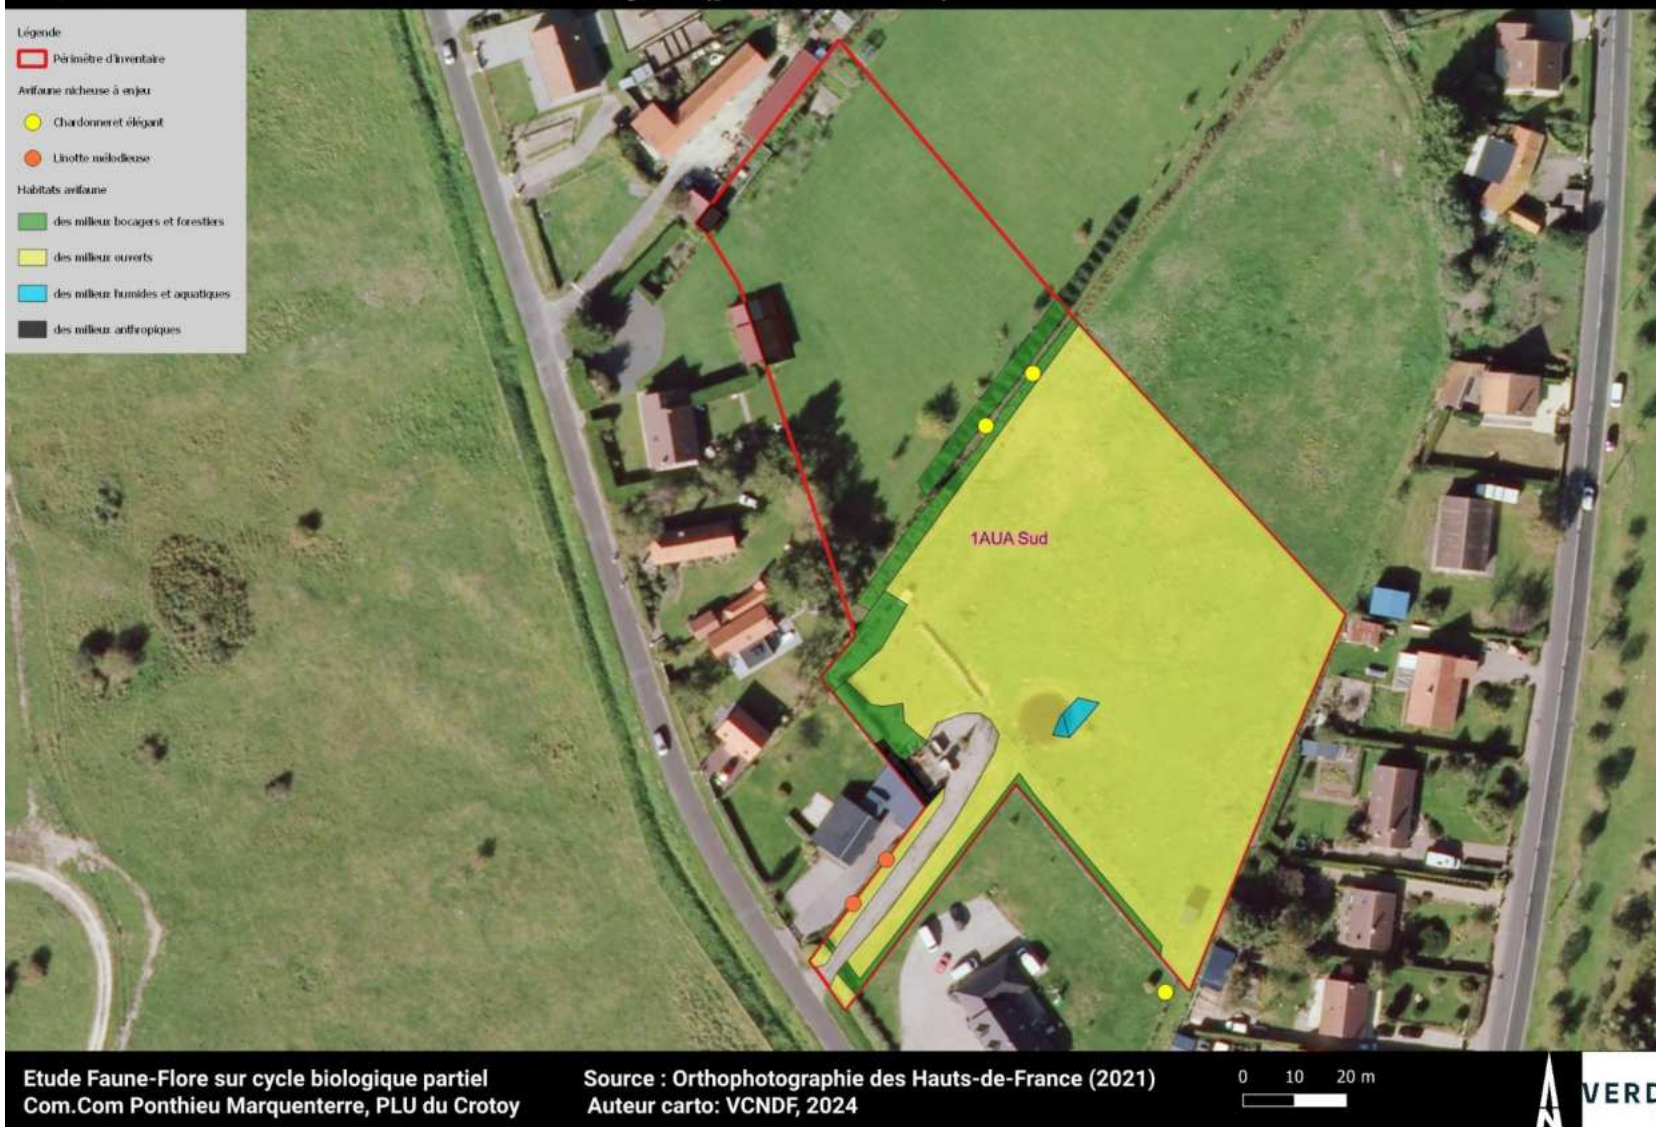 Légende
Périmètre d'inventaire
Avifaune nicheuse à enjeu
Chardonneret élégant
Linotte mélodieuse
Habitats avifaune
des milieux bocagers et forestiers
des milieux ouverts
des milieux humides et aquatiques
des milieux anthropiques
1AUA Sud
Etude Faune-Flore sur cycle biologique partiel
Com.Com Ponthieu Marquenterre, PLU du Crotoy
Source : Orthophotographie des Hauts-de-France (2021)
Auteur carto: VCNDF, 2024
0 10 20 m
N
VERD